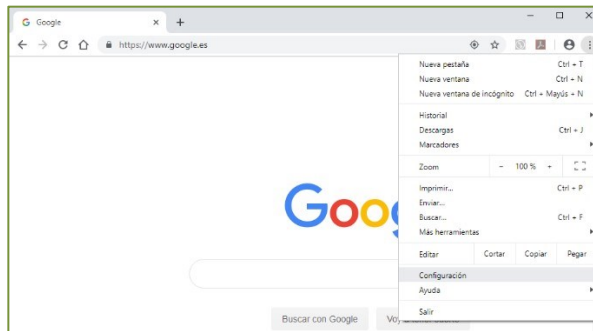 Google
https://www.google.es
Nueva pestaña Ctrl + T
Nueva ventana Ctrl + N
Nueva ventana de incógnito Ctrl + Mayús + N
Historial
Descargas Ctrl + J
Marcadores
Zoom - 100 % +
Imprimir... Ctrl + P
Enviar...
Buscar... Ctrl + F
Más herramientas
Editar Cortar Copiar Pegar
Configuración
Ayuda
Salir
Goo
Buscar con Google Voy